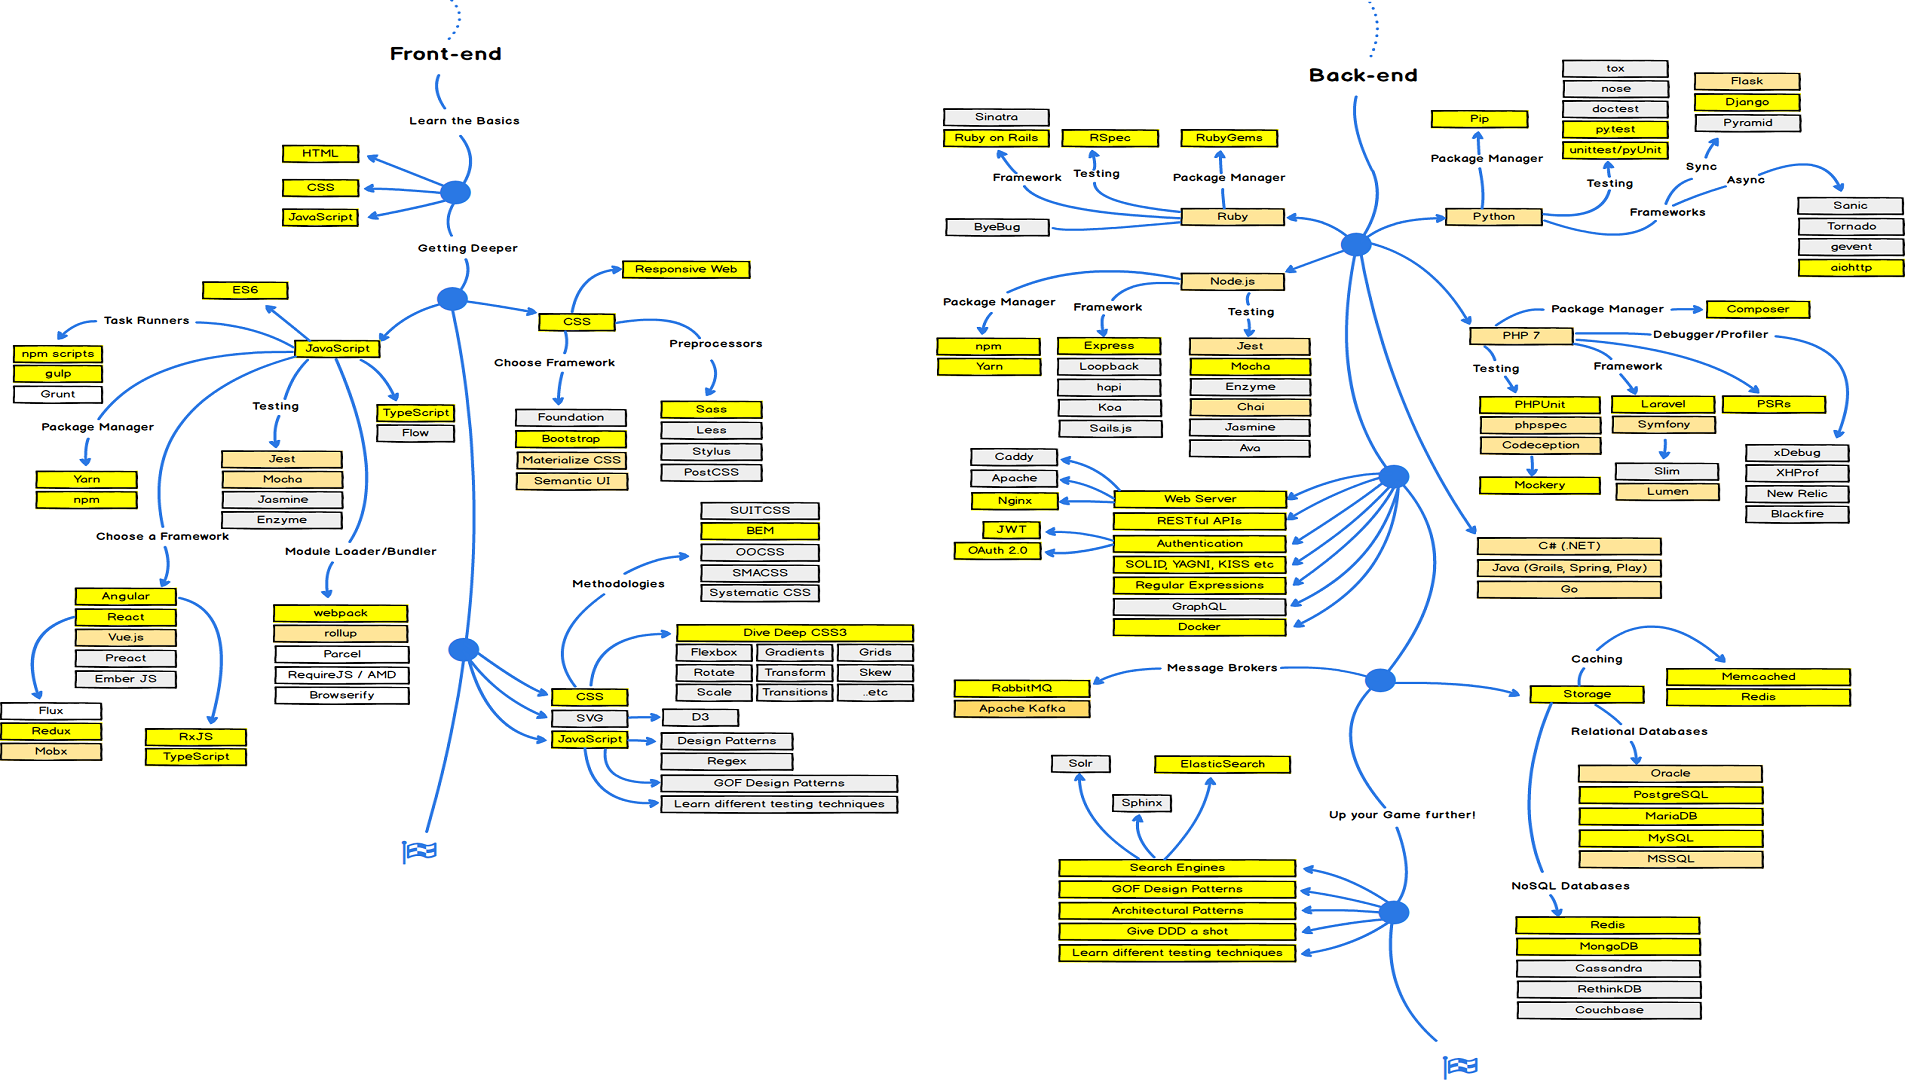 Front-end
Learn the Basics
HTML
CSS
JavaScript
Getting Deeper
Responsive Web
ES6
CSS
Task Runners
JavaScript
Preprocessors
npm scripts
gulp
Grunt
Choose Framework
Testing
TypeScript
Flow
Package Manager
Foundation
Bootstrap
Materialize CSS
Semantic UI
Sass
Less
Stylus
PostCSS
Jest
Mocha
Jasmine
Enzyme
Yarn
npm
Choose a Framework
Module Loader/Bundler
SUITCSS
BEM
OOCSS
SMACSS
Systematic CSS
Methodologies
Angular
React
Vue.js
Preact
Ember JS
webpack
rollup
Parcel
RequireJS / AMD
Browserify
Dive Deep CSS3
Flexbox
Gradients
Grids
Rotate
Transform
Skew
Scale
Transitions
..etc
Flux
Redux
Mobx
RxJS
TypeScript
CSS
SVG
D3
JavaScript
Design Patterns
Regex
GOF Design Patterns
Learn different testing techniques
Back-end
Sinatra
Ruby on Rails
RSpec
RubyGems
Framework
Testing
Package Manager
Ruby
ByeBug
Pip
Package Manager
tox
nose
doctest
py.test
unittest/pyUnit
Flask
Django
Pyramid
Sync
Async
Testing
Frameworks
Python
Sanic
Tornado
gevent
aiohttp
Node.js
Package Manager
Framework
Testing
npm
Yarn
Express
Loopback
hapi
Koa
Sails.js
Jest
Mocha
Enzyme
Chai
Jasmine
Ava
Package Manager
Composer
PHP 7
Debugger/Profiler
Testing
Framework
PHPUnit
phpspec
Codeception
Mockery
Laravel
Symfony
Slim
Lumen
PSRs
xDebug
XHProf
New Relic
Blackfire
Caddy
Apache
Nginx
JWT
OAuth 2.0
Web Server
RESTful APIs
Authentication
SOLID, YAGNI, KISS etc
Regular Expressions
GraphQL
Docker
C# (.NET)
Java (Grails, Spring, Play)
Go
Message Brokers
RabbitMQ
Apache Kafka
Caching
Memcached
Redis
Storage
Relational Databases
Oracle
PostgreSQL
MariaDB
MySQL
MSSQL
Solr
Sphinx
ElasticSearch
Up your Game further!
Search Engines
GOF Design Patterns
Architectural Patterns
Give DDD a shot
Learn different testing techniques
NoSQL Databases
Redis
MongoDB
Cassandra
RethinkDB
Couchbase